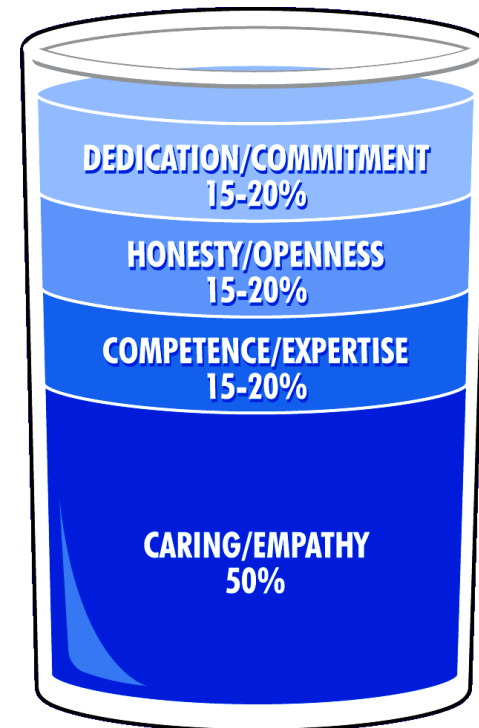 DEDICATION/COMMITMENT
15-20%
HONESTY/OPENNESS
15-20%
COMPETENCE/EXPERTISE
15-20%
CARING/EMPATHY
50%